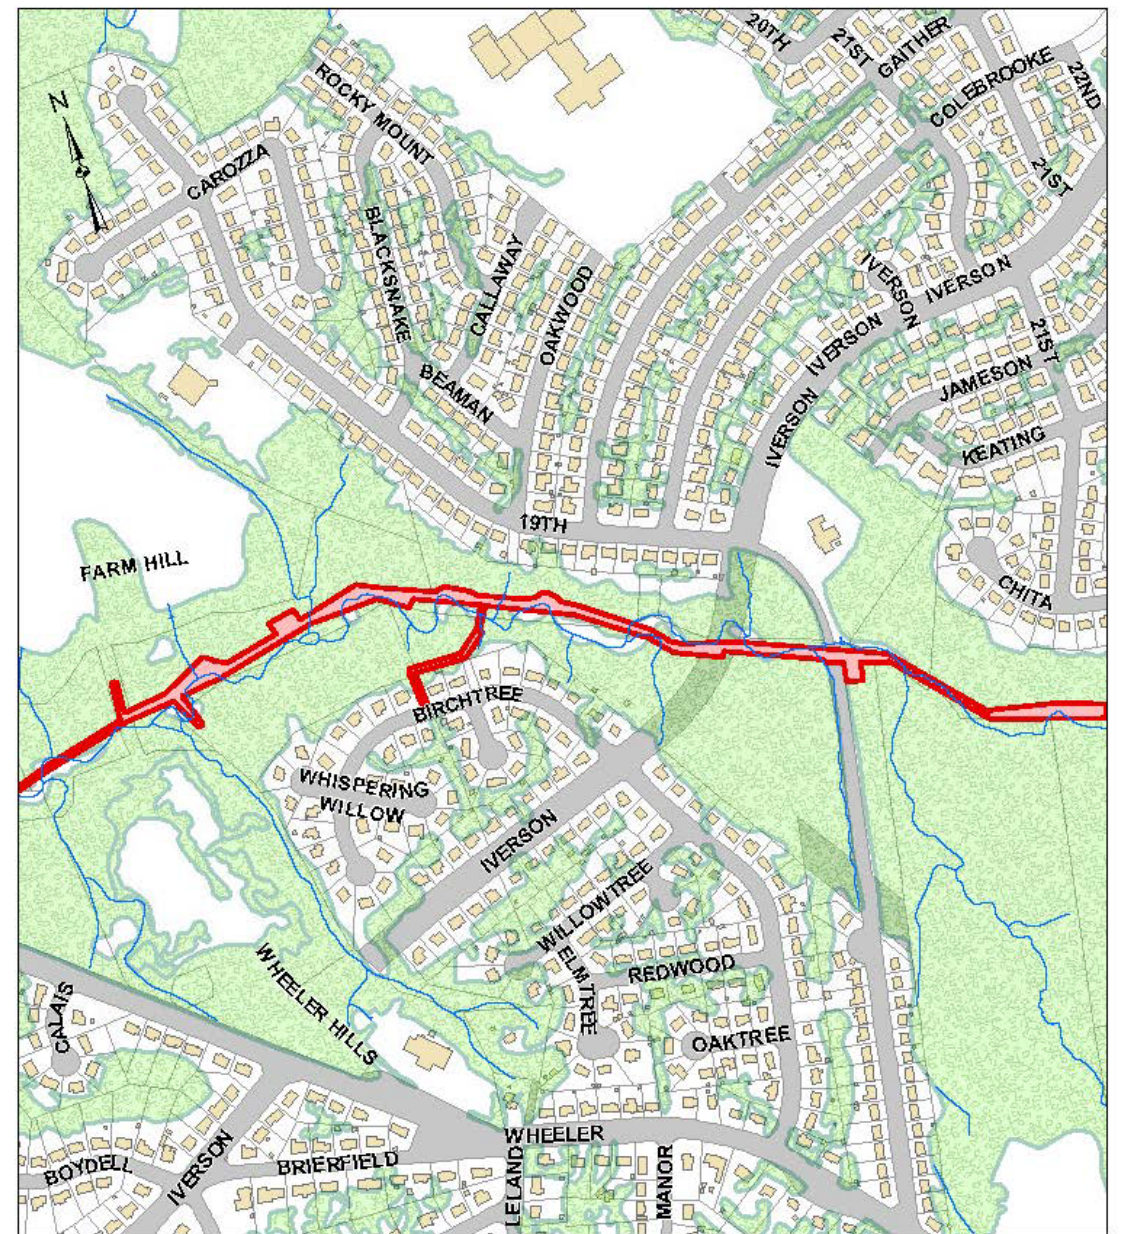 20TH
21ST
GAITHER
COLEBROOKE
22ND
ROCKY MOUNT
N
CAROZZA
21ST
BLACKSNAKE
CALLAWAY
OAKWOOD
IVERSON
IVERSON
IVERSON
21ST
BEAMAN
JAMESON
IVERSON
KEATING
19TH
FARM HILL
CHITA
BIRCHTREE
WHISPERING
WILLOW
IVERSON
WILLOWTREE
ELMTREE
REDWOOD
WHEELER HILLS
CALAIS
OAKTREE
WHEELER
BOYDELL
IVERSON
BRIERFIELD
LELAND
MANOR